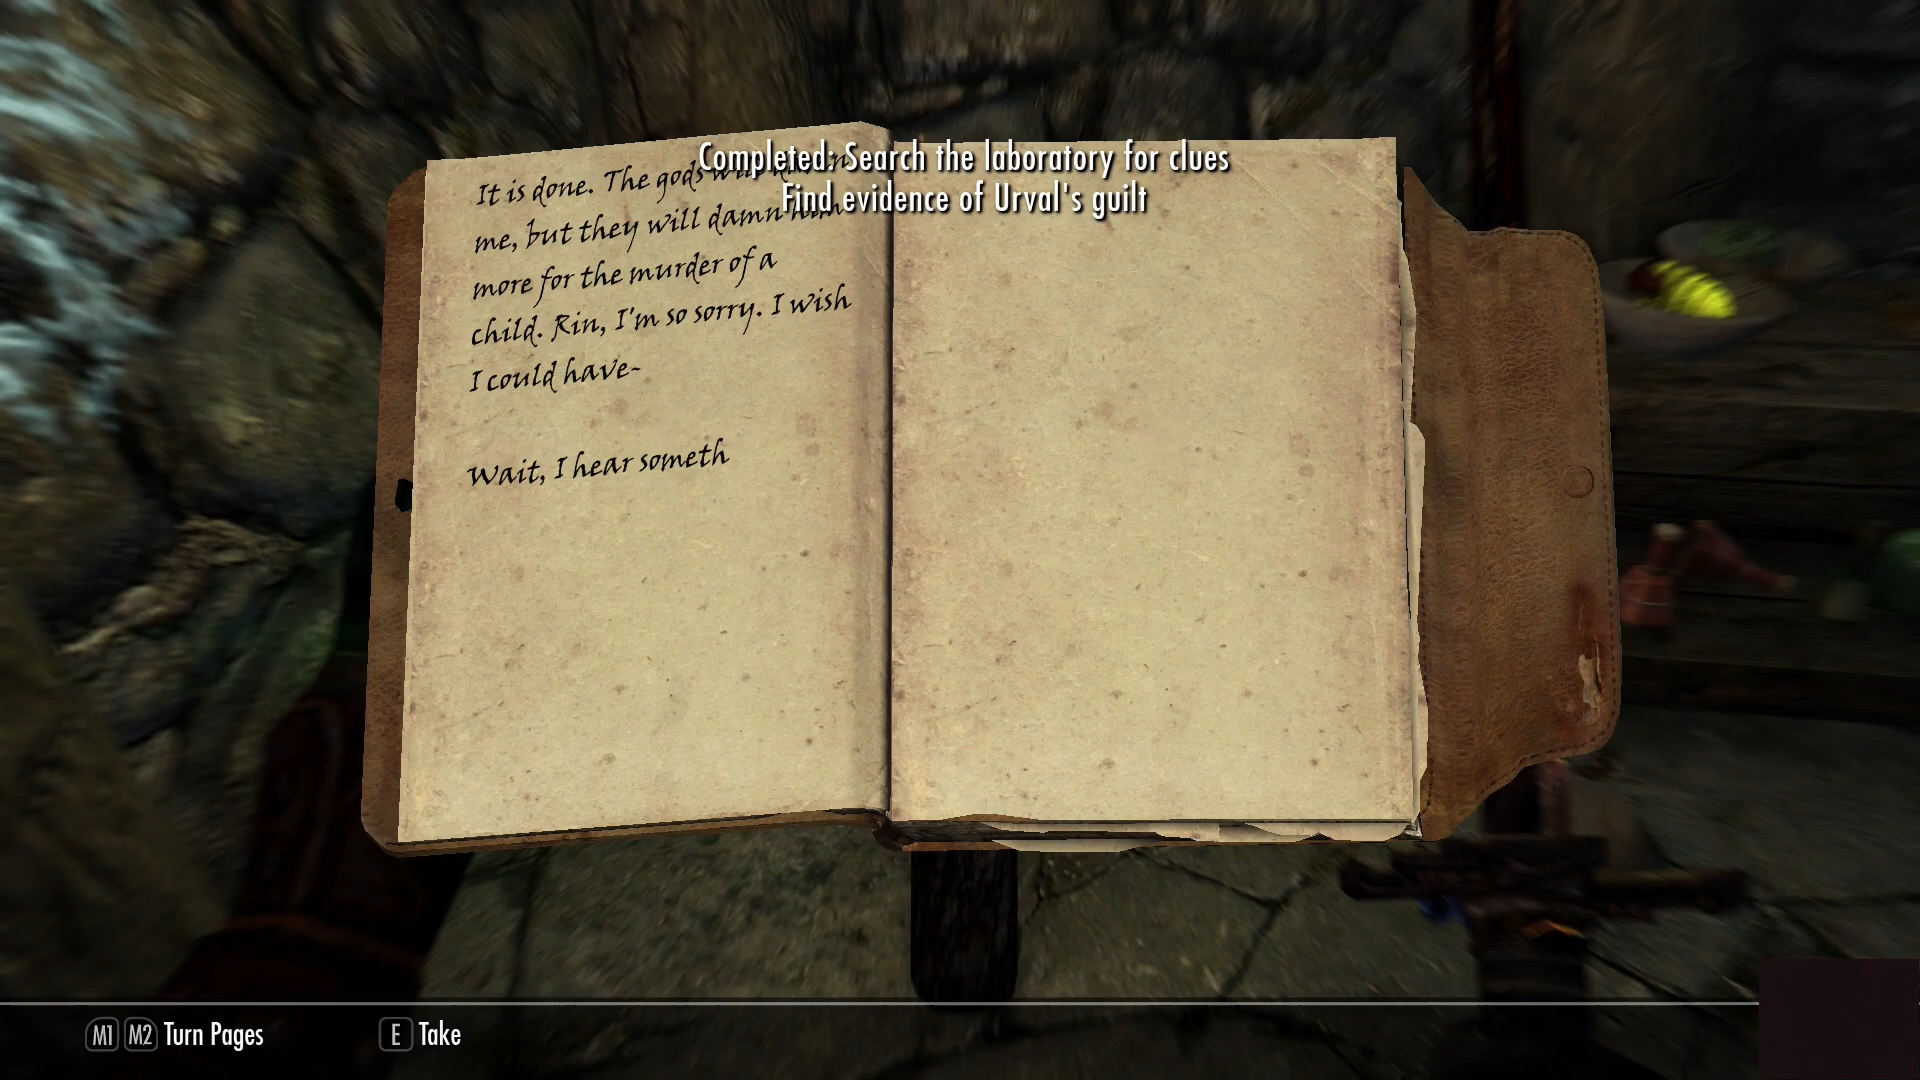 Completed: Search the laboratory for clues
Find evidence of Urval's guilt
It is done. The gods will
me, but they will damn him
more for the murder of a
child. Rin, I'm so sorry. I wish
I could have-
Wait, I hear someth
M1 M2 Turn Pages
E Take